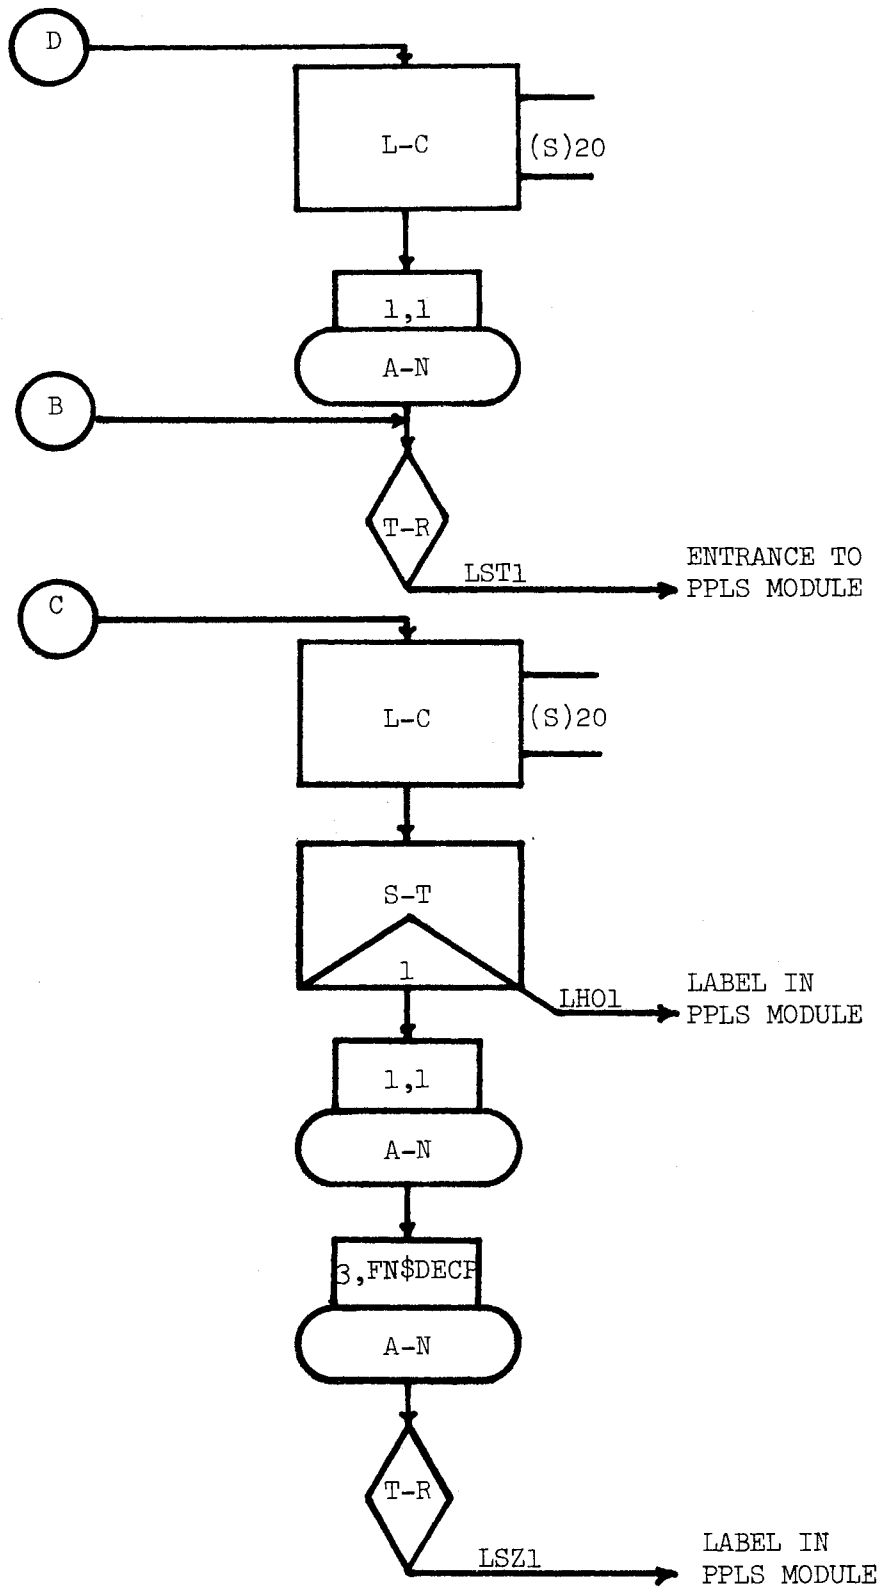 D
L-C
(S)20
1,1
A-N
B
T-R
LST1
ENTRANCE TO
PPLS MODULE
C
L-C
(S)20
S-T
1
LHO1
LABEL IN
PPLS MODULE
1,1
A-N
3,FN$DECP
A-N
T-R
LSZ1
LABEL IN
PPLS MODULE